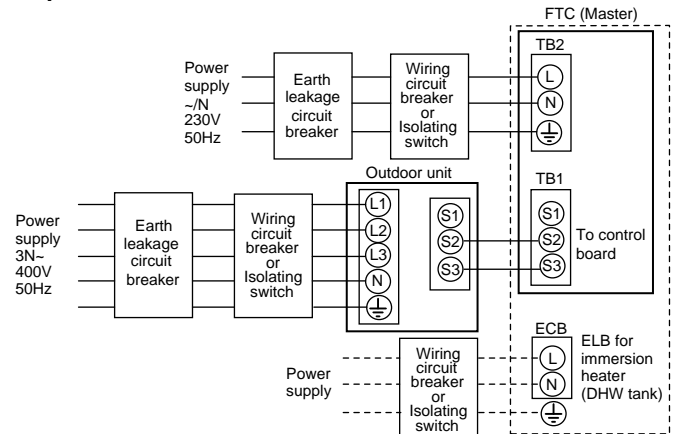 FTC (Master)
TB2
Power
supply
~/N
230V
50Hz
Earth
leakage
circuit
breaker
Wiring
circuit
breaker
or
Isolating
switch
L
N
Outdoor unit
TB1
Power
supply
3N~
400V
50Hz
Earth
leakage
circuit
breaker
Wiring
circuit
breaker
or
Isolating
switch
L1
L2
L3
N
S1
S2
S3
S1
S2
S3
To control
board
ECB
Power
supply
Wiring
circuit
breaker
or
Isolating
switch
L
N
ELB for
immersion
heater
(DHW tank)